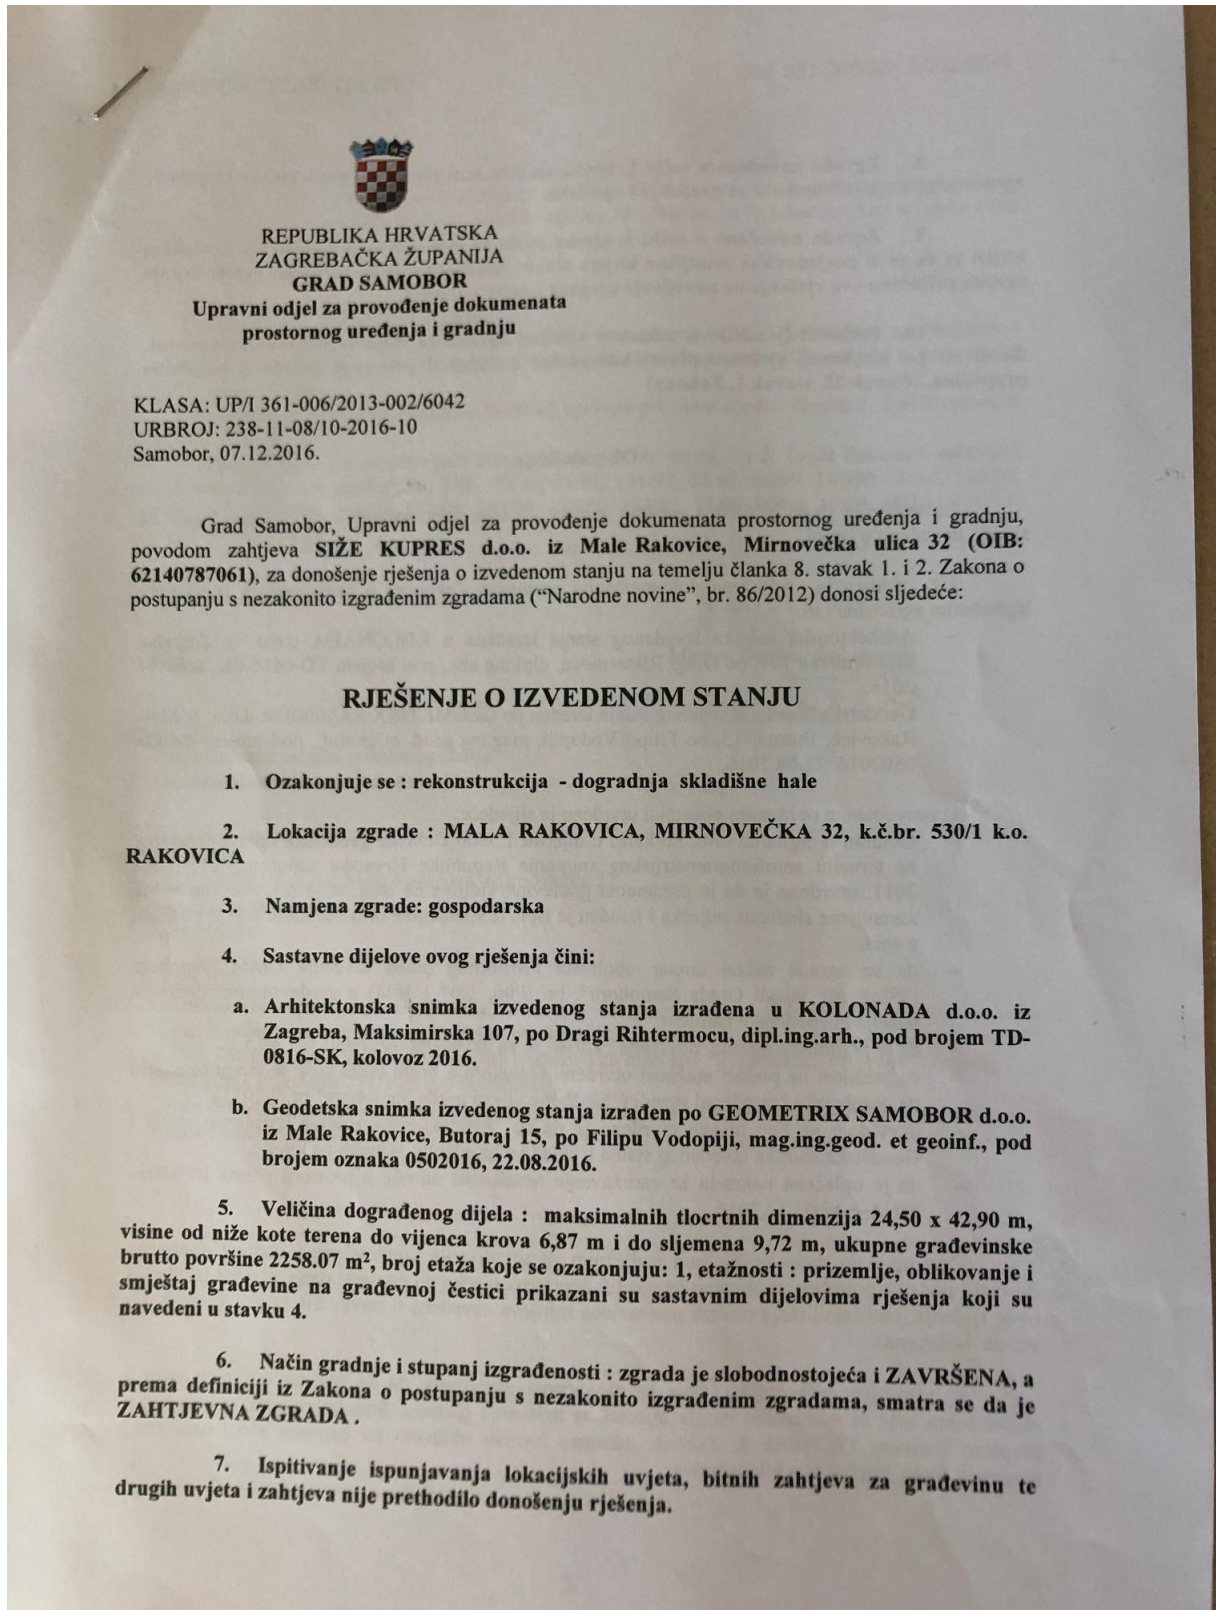 REPUBLIKA HRVATSKA
ZAGREBAČKA ŽUPANIJA
GRAD SAMOBOR
Upravni odjel za provođenje dokumenata
prostornog uređenja i gradnju
KLASA: UP/I 361-006/2013-002/6042
URBROJ: 238-11-08/10-2016-10
Samobor, 07.12.2016.
Grad Samobor, Upravni odjel za provođenje dokumenata prostornog uređenja i gradnju,
povodom zahtjeva SIŽE KUPRES d.o.o. iz Male Rakovice, Mirnovečka ulica 32 (OIB:
62140787061), za donošenje rješenja o izvedenom stanju na temelju članka 8. stavak 1. i 2. Zakona o
postupanju s nezakonito izgrađenim zgradama (“Narodne novine”, br. 86/2012) donosi sljedeće:
RJEŠENJE O IZVEDENOM STANJU
1. Ozakonjuje se : rekonstrukcija - dogradnja skladišne hale
2. Lokacija zgrade : MALA RAKOVICA, MIRNOVEČKA 32, k.č.br. 530/1 k.o.
RAKOVICA
3. Namjena zgrade: gospodarska
4. Sastavne dijelove ovog rješenja čini:
a. Arhitektonska snimka izvedenog stanja izrađena u KOLONADA d.o.o. iz
Zagreba, Maksimirska 107, po Dragi Rihtermocu, dipl.ing.arh., pod brojem TD-
0816-SK, kolovoz 2016.
b. Geodetska snimka izvedenog stanja izrađen po GEOMETRIX SAMOBOR d.o.o.
iz Male Rakovice, Butoraj 15, po Filipu Vodopiji, mag.ing.geod. et geoinf., pod
brojem oznaka 0502016, 22.08.2016.
5. Veličina dograđenog dijela : maksimalnih tlocrtnih dimenzija 24,50 x 42,90 m,
visine od niže kote terena do vijenca krova 6,87 m i do sljemena 9,72 m, ukupne građevinske
brutto površine 2258.07 m², broj etaža koje se ozakonjuju: 1, etažnosti : prizemlje, oblikovanje i
smještaj građevine na građevnoj čestici prikazani su sastavnim dijelovima rješenja koji su
navedeni u stavku 4.
6. Način gradnje i stupanj izgrađenosti : zgrada je slobodnostojeća i ZAVRŠENA, a
prema definiciji iz Zakona o postupanju s nezakonito izgrađenim zgradama, smatra se da je
ZAHTJEVNA ZGRADA .
7. Ispitivanje ispunjavanja lokacijskih uvjeta, bitnih zahtjeva za građevinu te
drugih uvjeta i zahtjeva nije prethodilo donošenju rješenja.